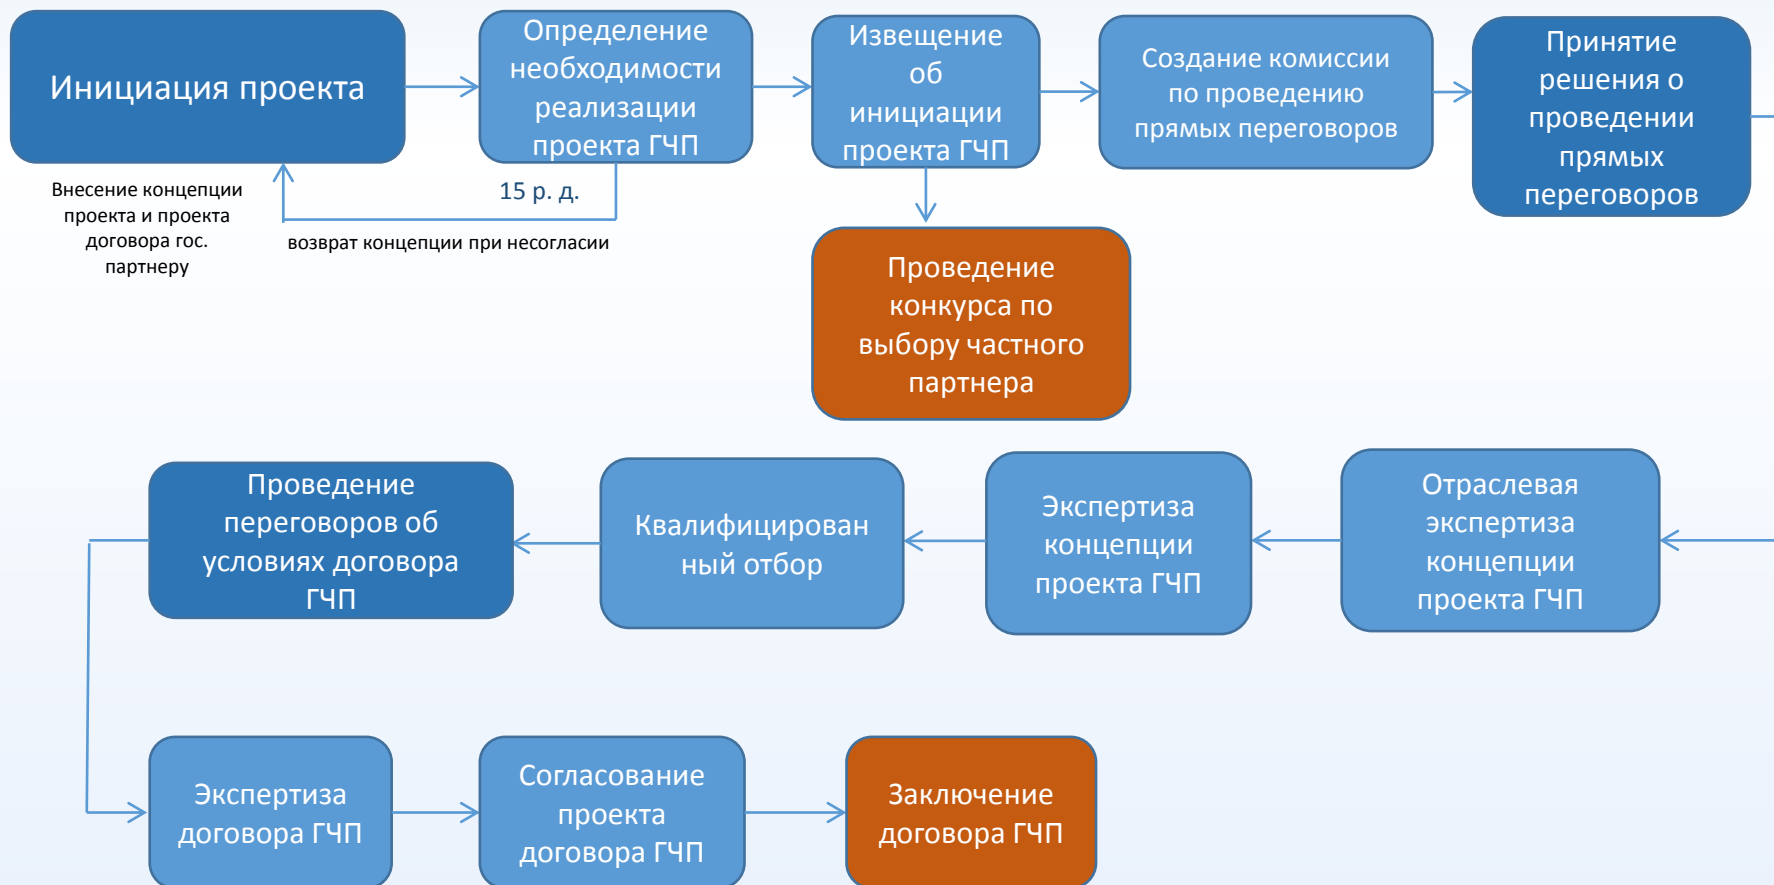 Инициация проекта
Определение
необходимости
реализации
проекта ГЧП
Извещение
об
инициации
проекта ГЧП
Создание комиссии
по проведению
прямых переговоров
Принятие
решения о
проведении
прямых
переговоров
Внесение концепции
проекта и проекта
договора гос.
партнеру
15 р. д.
возврат концепции при несогласии
Проведение
конкурса по
выбору частного
партнера
Проведение
переговоров об
условиях договора
ГЧП
Квалифицирован
ный отбор
Экспертиза
концепции
проекта ГЧП
Отраслевая
экспертиза
концепции
проекта ГЧП
Экспертиза
договора ГЧП
Согласование
проекта
договора ГЧП
Заключение
договора ГЧП